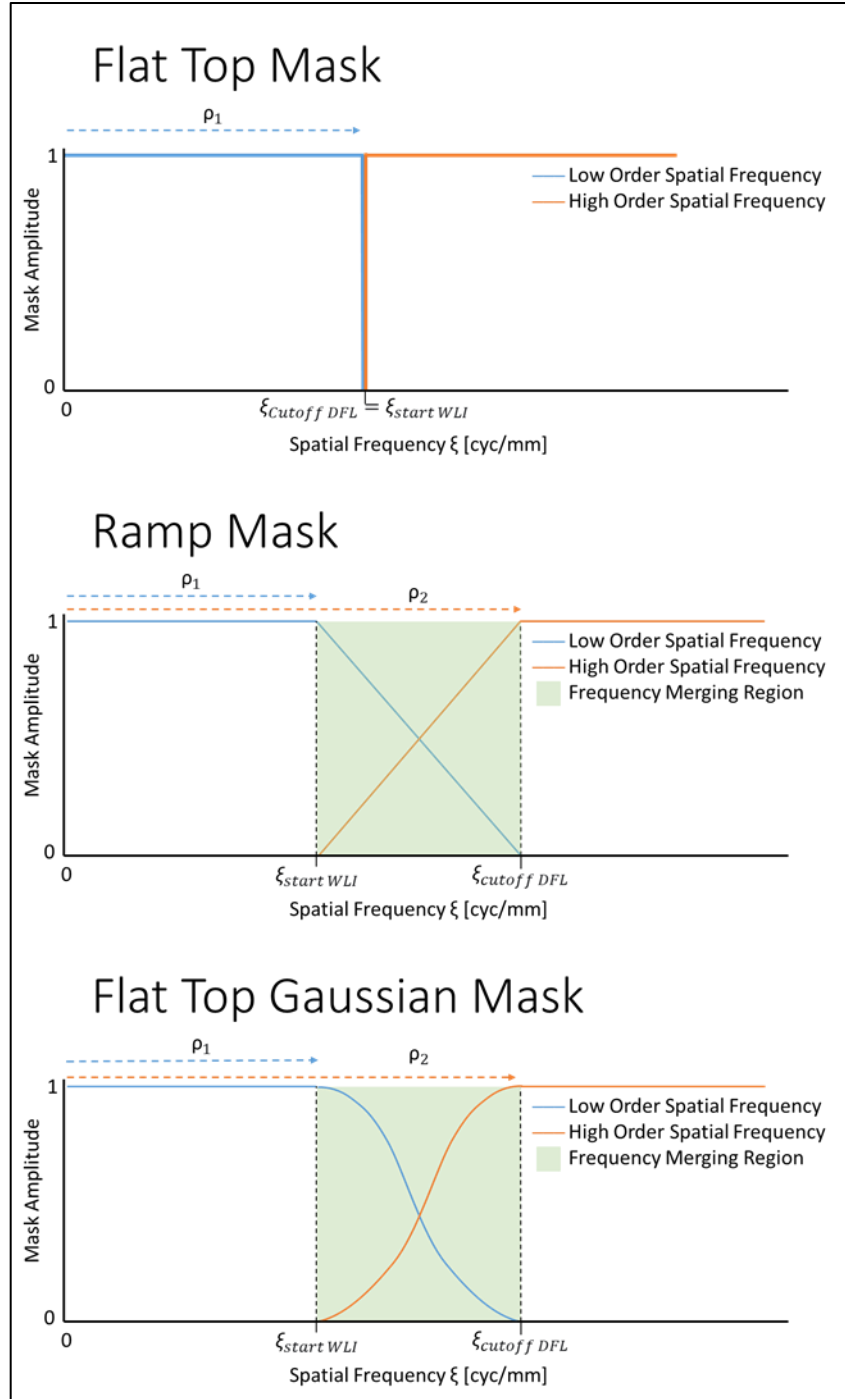 Flat Top Mask
ρ1
1
Low Order Spatial Frequency
High Order Spatial Frequency
Mask Amplitude
0
0
ξCutoff DFL = ξstart WLI
Spatial Frequency ξ [cyc/mm]
Ramp Mask
ρ1
ρ2
1
Low Order Spatial Frequency
High Order Spatial Frequency
Frequency Merging Region
Mask Amplitude
0
0
ξstart WLI
ξcutoff DFL
Spatial Frequency ξ [cyc/mm]
Flat Top Gaussian Mask
ρ1
ρ2
1
Low Order Spatial Frequency
High Order Spatial Frequency
Frequency Merging Region
Mask Amplitude
0
0
ξstart WLI
ξcutoff DFL
Spatial Frequency ξ [cyc/mm]